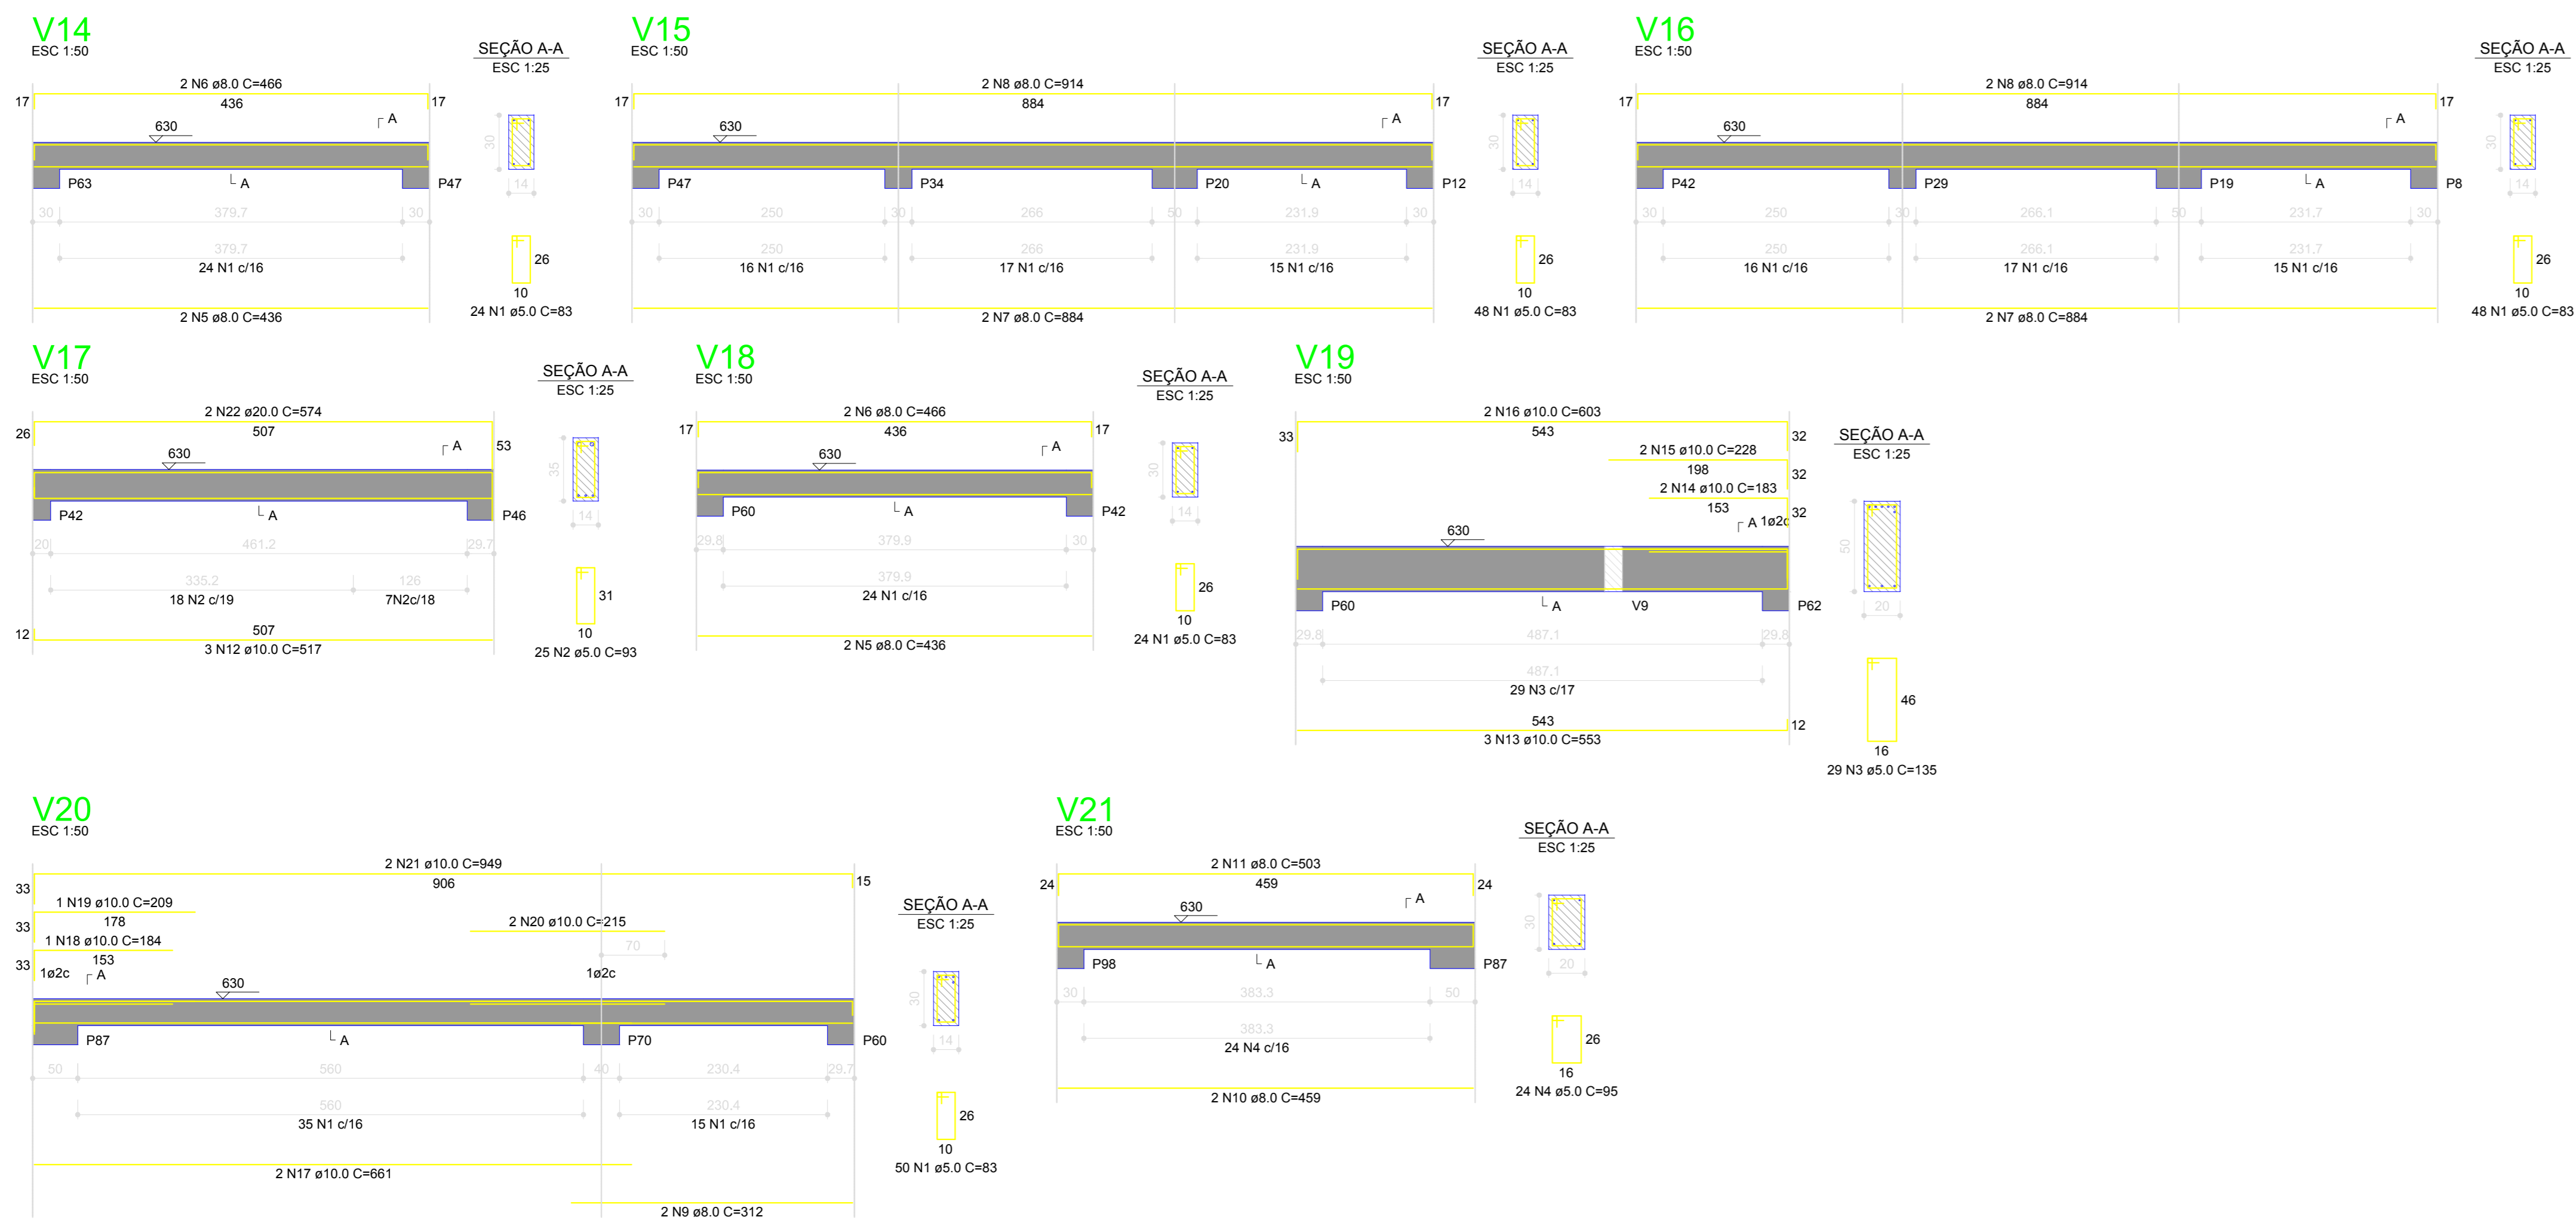 V14
ESC 1:50
SEÇÃO A-A
ESC 1:25
2 N6 ø8.0 C=466
17
436
17
A
630
30
14
P63
A
P47
30
379.7
30
379.7
24 N1 c/16
26
10
24 N1 ø5.0 C=83
2 N5 ø8.0 C=436
V15
ESC 1:50
SEÇÃO A-A
ESC 1:25
2 N8 ø8.0 C=914
17
884
17
A
630
30
14
P47
P34
P20
A
P12
30
250
30
266
50
231.9
30
250
266
231.9
16 N1 c/16
17 N1 c/16
15 N1 c/16
26
10
48 N1 ø5.0 C=83
2 N7 ø8.0 C=884
V16
ESC 1:50
SEÇÃO A-A
ESC 1:25
2 N8 ø8.0 C=914
17
884
17
A
630
30
14
P42
P29
P19
A
P8
30
250
30
266.1
50
231.7
30
250
266.1
231.7
16 N1 c/16
17 N1 c/16
15 N1 c/16
26
10
48 N1 ø5.0 C=83
2 N7 ø8.0 C=884
V17
ESC 1:50
SEÇÃO A-A
ESC 1:25
2 N22 ø20.0 C=574
26
507
53
A
630
35
14
P42
A
P46
20
461.2
29.7
335.2
126
18 N2 c/19
7N2c/18
31
10
25 N2 ø5.0 C=93
12
507
3 N12 ø10.0 C=517
V18
ESC 1:50
SEÇÃO A-A
ESC 1:25
2 N6 ø8.0 C=466
17
436
17
A
630
30
14
P60
A
P42
29.8
379.9
30
379.9
24 N1 c/16
26
10
24 N1 ø5.0 C=83
2 N5 ø8.0 C=436
V19
ESC 1:50
SEÇÃO A-A
ESC 1:25
2 N16 ø10.0 C=603
33
543
32
2 N15 ø10.0 C=228
198
32
2 N14 ø10.0 C=183
153
32
A
1ø2c
630
50
20
P60
A
V9
P62
29.8
487.1
29.8
487.1
29 N3 c/17
46
16
29 N3 ø5.0 C=135
543
12
3 N13 ø10.0 C=553
V20
ESC 1:50
SEÇÃO A-A
ESC 1:25
2 N21 ø10.0 C=949
33
906
15
1 N19 ø10.0 C=209
33
178
2 N20 ø10.0 C=215
1 N18 ø10.0 C=184
70
33
153
1ø2c
A
1ø2c
630
30
14
P87
A
P70
P60
50
560
40
230.4
29.7
560
230.4
35 N1 c/16
15 N1 c/16
26
10
50 N1 ø5.0 C=83
2 N17 ø10.0 C=661
2 N9 ø8.0 C=312
V21
ESC 1:50
SEÇÃO A-A
ESC 1:25
2 N11 ø8.0 C=503
24
459
24
A
630
30
20
P98
A
P87
30
383.3
50
383.3
24 N4 c/16
26
16
24 N4 ø5.0 C=95
2 N10 ø8.0 C=459